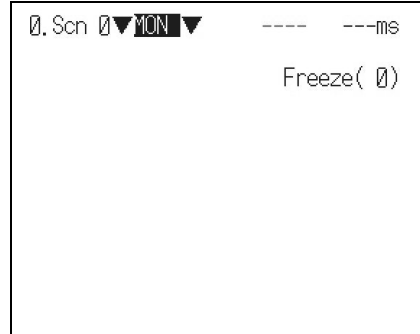 0.Scn 0▼MON ▼ ---- ---ms
Freeze( 0)